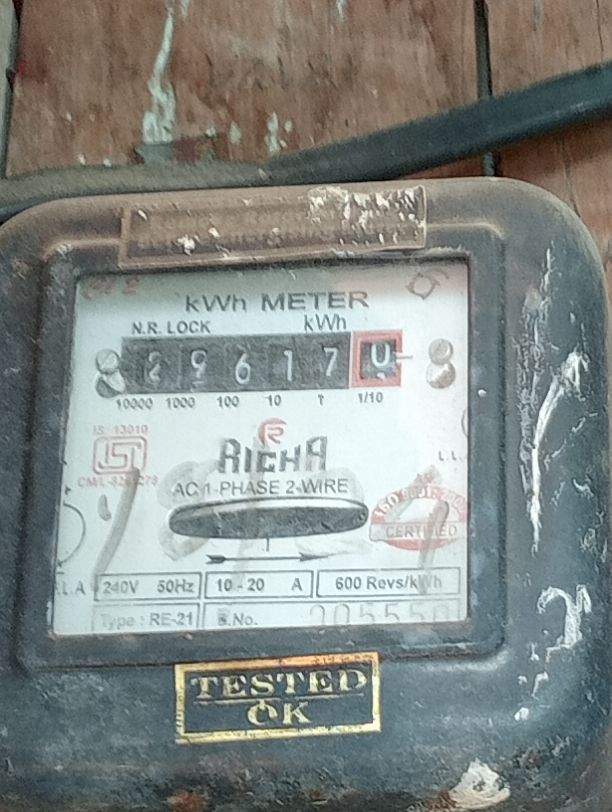 kWh METER
N.R. LOCK kWh
2 9 6 1 7 0
10000 1000 100 10 1 1/10
IS: 13010
RICHA
AC 1-PHASE 2-WIRE
CERTIFIED
240V 50Hz 10 - 20 A 600 Revs/kWh
Type : RE-21 S.No.
TESTED
OK